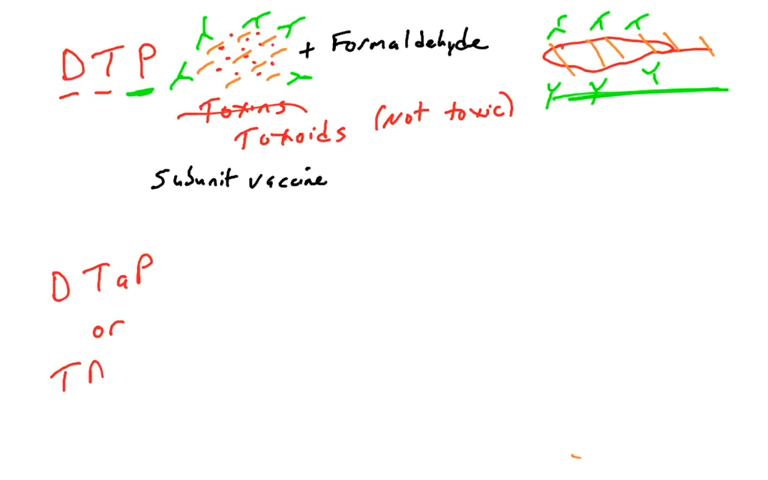 DTP + Formaldehyde
Toxins
Toxoids (Not toxic)
Subunit vaccine
DTaP
or
T